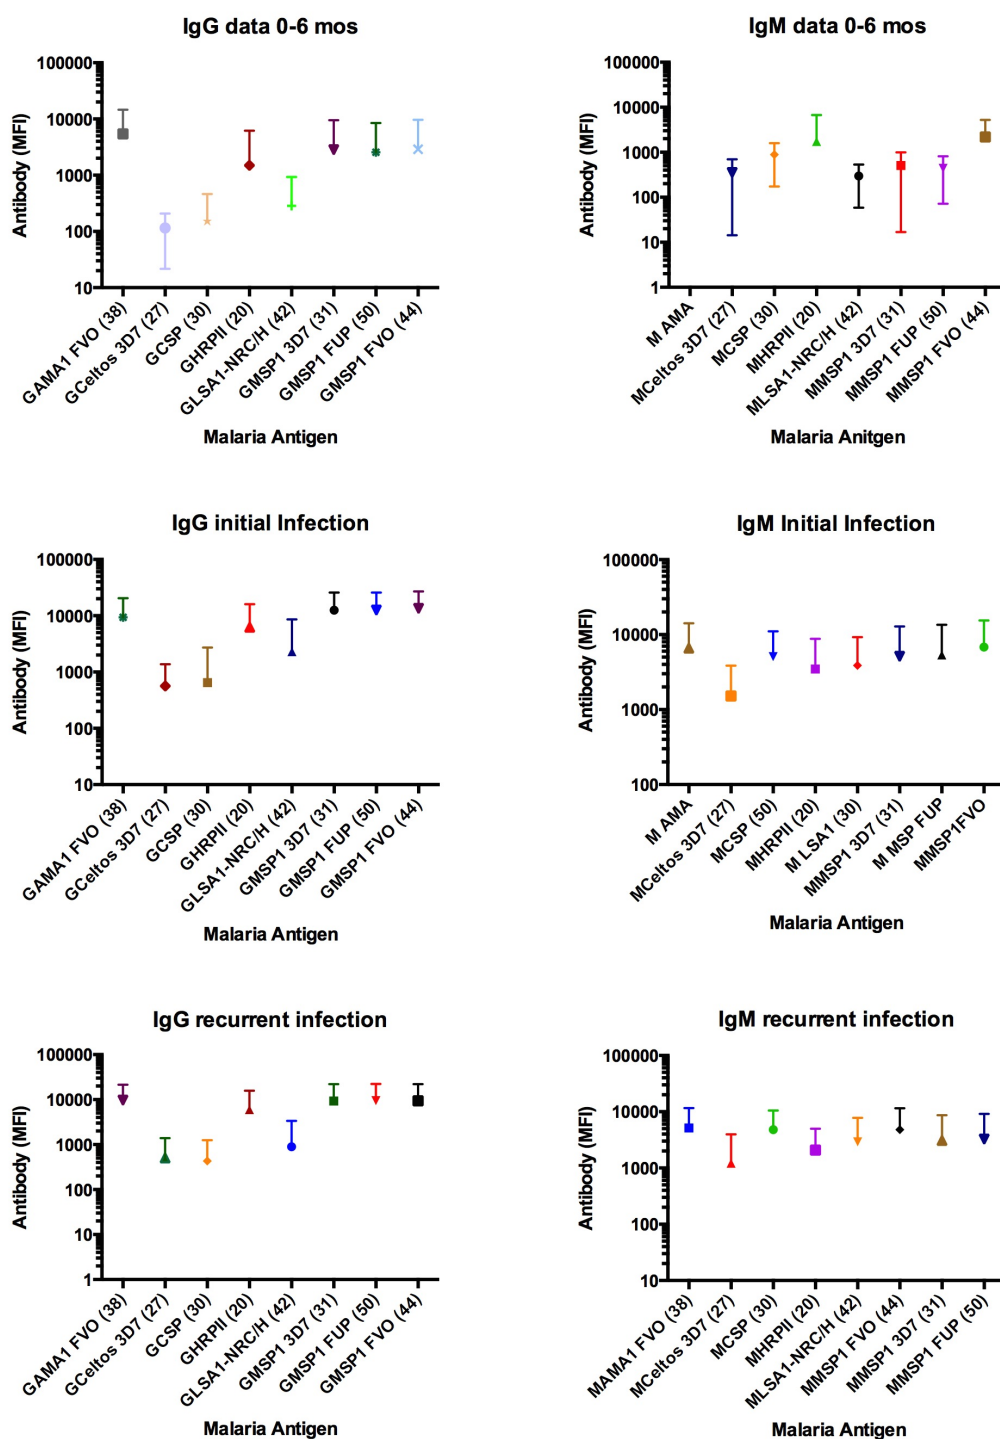 IgG data 0-6 mos
Antibody (MFI)
100000
10000
1000
100
10
GAMA1 FVO (38)
GCeltos 3D7 (27)
GCSP (30)
GHRPII (20)
GLSA1-NRC/H (42)
GMSP1 3D7 (31)
GMSP1 FUP (50)
GMSP1 FVO (44)
Malaria Antigen
IgM data 0-6 mos
Antibody (MFI)
100000
10000
1000
100
10
1
M AMA
MCeltos 3D7 (27)
MCSP (30)
MHRPII (20)
MLSA1-NRC/H (42)
MMSP1 3D7 (31)
MMSP1 FUP (50)
MMSP1 FVO (44)
Malaria Anitgen
IgG initial Infection
Antibody (MFI)
100000
10000
1000
100
10
GAMA1 FVO (38)
GCeltos 3D7 (27)
GCSP (30)
GHRPII (20)
GLSA1-NRC/H (42)
GMSP1 3D7 (31)
GMSP1 FUP (50)
GMSP1 FVO (44)
Malaria Antigen
IgM Initial Infection
Antibody (MFI)
100000
10000
1000
100
M AMA
MCeltos 3D7 (27)
MCSP (50)
MHRPII (20)
M LSA1 (30)
MMSP1 3D7 (31)
M MSP FUP
MMSP1FVO
Malaria Antigen
IgG recurrent infection
Antibody (MFI)
100000
10000
1000
100
10
1
GAMA1 FVO (38)
GCeltos 3D7 (27)
GCSP (30)
GHRPII (20)
GLSA1-NRC/H (42)
GMSP1 3D7 (31)
GMSP1 FUP (50)
GMSP1 FVO (44)
Malaria Antigen
IgM recurrent infection
Antibody (MFI)
100000
10000
1000
100
10
MAMA1 FVO (38)
MCeltos 3D7 (27)
MCSP (30)
MHRPII (20)
MLSA1-NRC/H (42)
MMSP1 FVO (44)
MMSP1 3D7 (31)
MMSP1 FUP (50)
Malaria Antigen